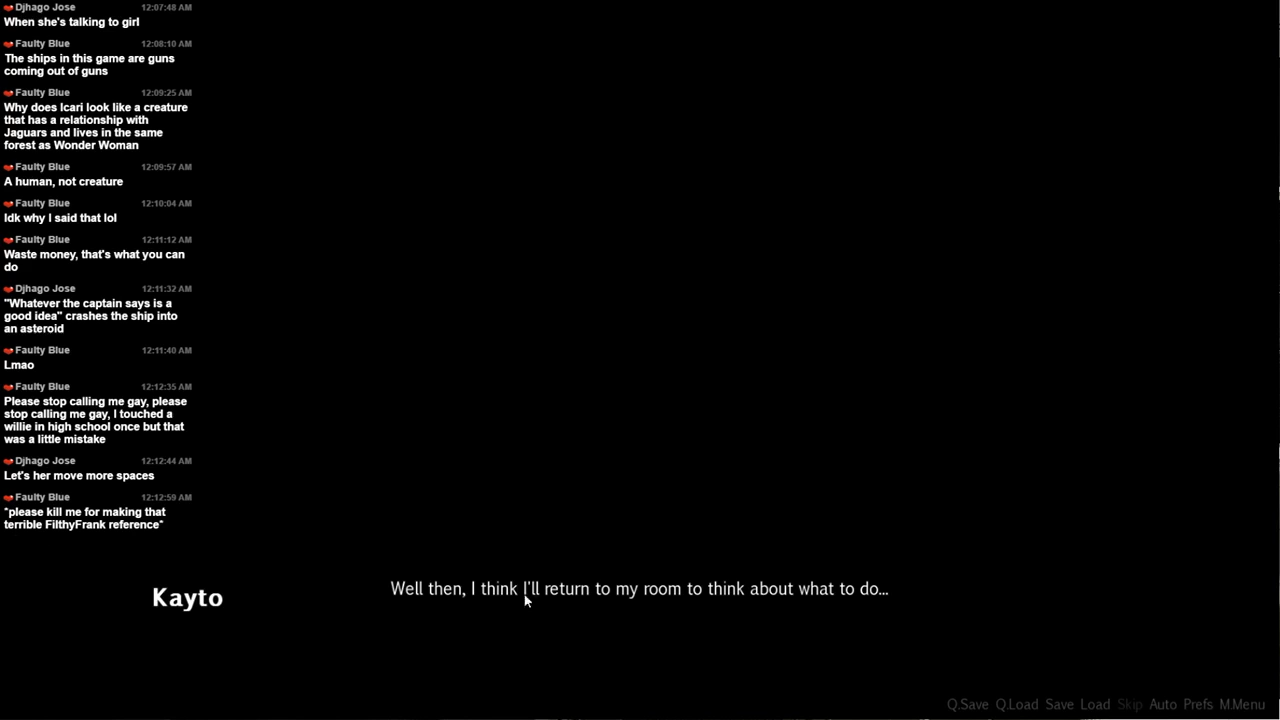 Djhago Jose 12:07:48 AM
When she's talking to girl
Faulty Blue 12:08:10 AM
The ships in this game are guns
coming out of guns
Faulty Blue 12:09:25 AM
Why does Icari look like a creature
that has a relationship with
Jaguars and lives in the same
forest as Wonder Woman
Faulty Blue 12:09:57 AM
A human, not creature
Faulty Blue 12:10:04 AM
Idk why I said that lol
Faulty Blue 12:11:12 AM
Waste money, that's what you can
do
Djhago Jose 12:11:32 AM
"Whatever the captain says is a
good idea" crashes the ship into
an asteroid
Faulty Blue 12:11:40 AM
Lmao
Faulty Blue 12:12:35 AM
Please stop calling me gay, please
stop calling me gay, I touched a
willie in high school once but that
was a little mistake
Djhago Jose 12:12:44 AM
Let's her move more spaces
Faulty Blue 12:12:59 AM
*please kill me for making that
terrible FilthyFrank reference*
Kayto
Well then, I think I'll return to my room to think about what to do...
Q.Save Q.Load Save Load Skip Auto Prefs M.Menu